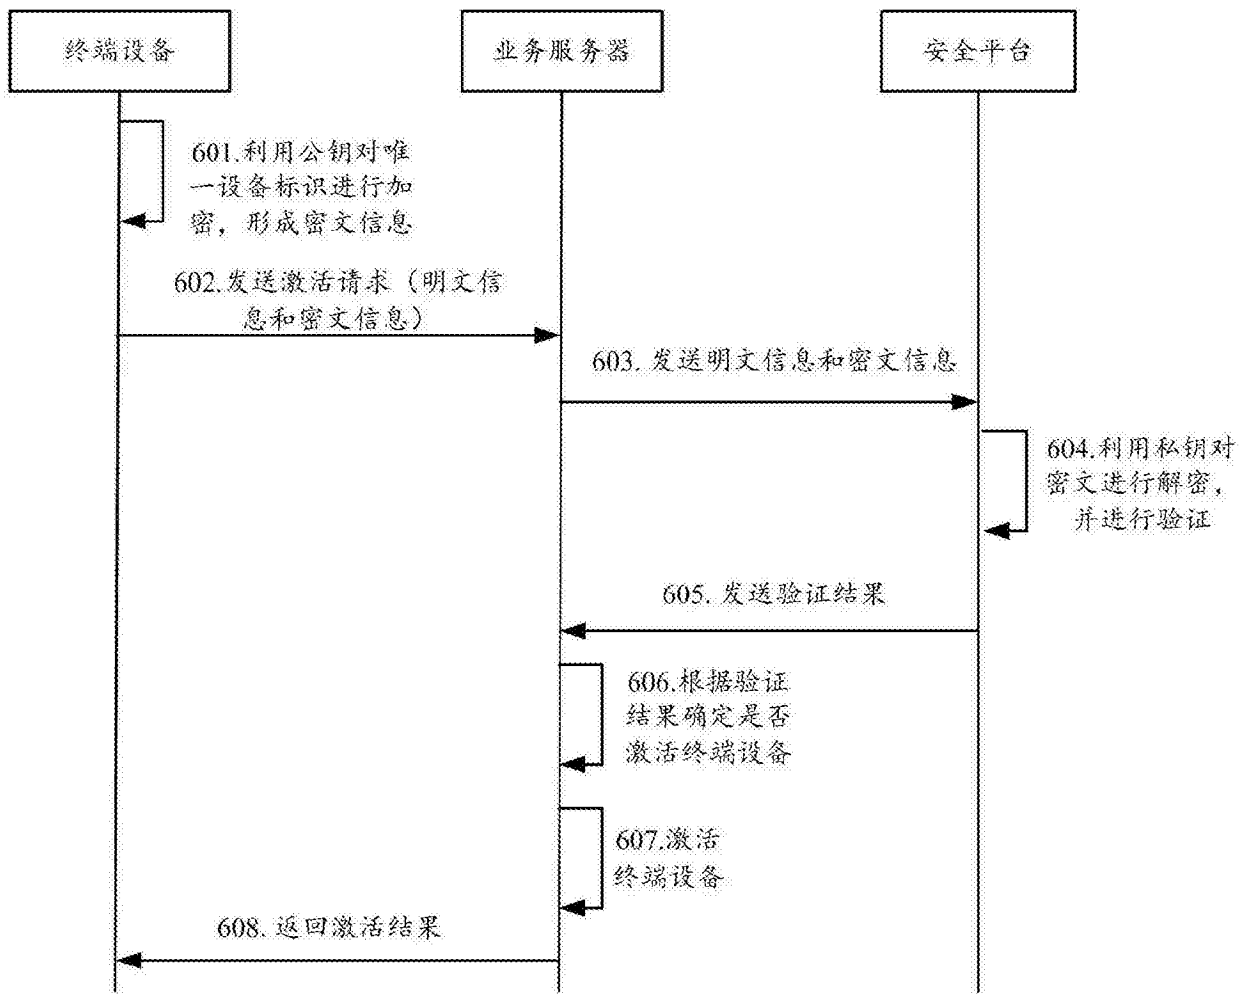 终端设备
业务服务器
安全平台
601.利用公钥对唯
一设备标识进行加
密，形成密文信息
602.发送激活请求（明文信
息和密文信息）
603. 发送明文信息和密文信息
604.利用私钥对
密文进行解密，
并进行验证
605. 发送验证结果
606.根据验证
结果确定是否
激活终端设备
607.激活
终端设备
608. 返回激活结果